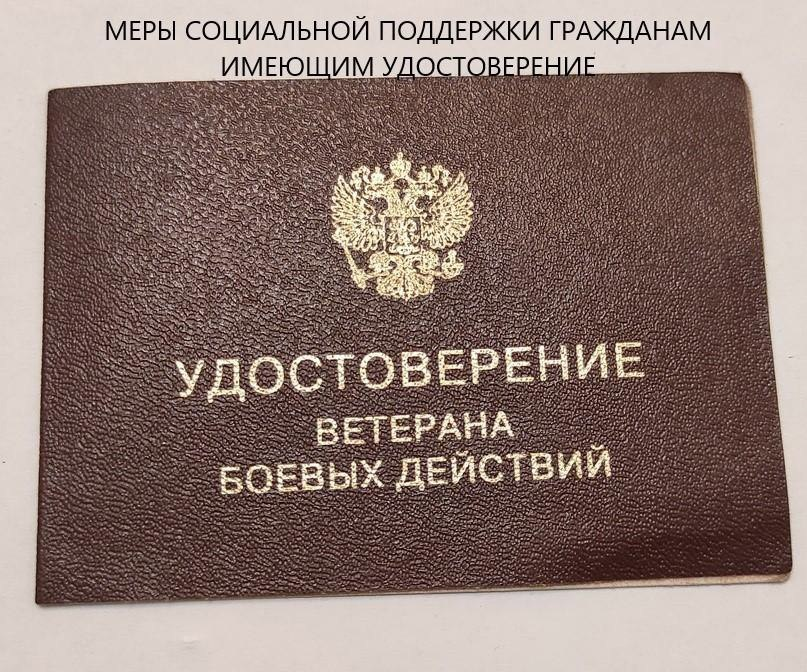 МЕРЫ СОЦИАЛЬНОЙ ПОДДЕРЖКИ ГРАЖДАНАМ
ИМЕЮЩИМ УДОСТОВЕРЕНИЕ
УДОСТОВЕРЕНИЕ
ВЕТЕРАНА
БОЕВЫХ ДЕЙСТВИЙ